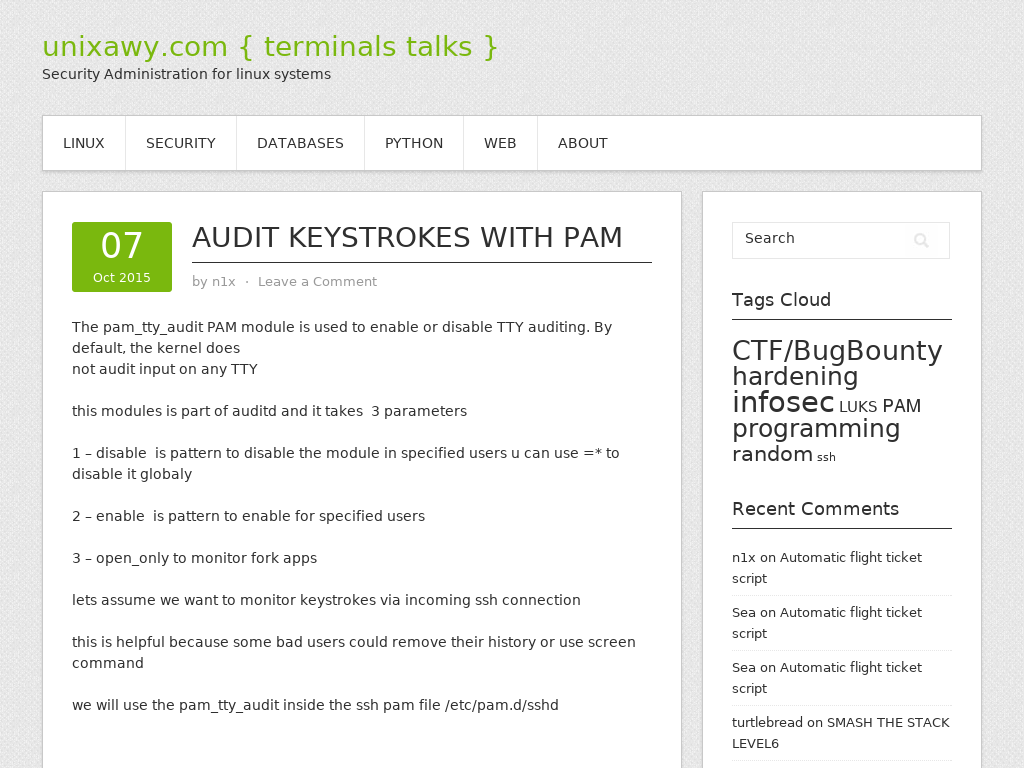 unixawy.com { terminals talks }
Security Administration for linux systems
LINUX
SECURITY
DATABASES
PYTHON
WEB
ABOUT
07
Oct 2015
AUDIT KEYSTROKES WITH PAM
by n1x · Leave a Comment
The pam_tty_audit PAM module is used to enable or disable TTY auditing. By
default, the kernel does
not audit input on any TTY
this modules is part of auditd and it takes  3 parameters
1 – disable  is pattern to disable the module in specified users u can use =* to
disable it globaly
2 – enable  is pattern to enable for specified users
3 – open_only to monitor fork apps
lets assume we want to monitor keystrokes via incoming ssh connection
this is helpful because some bad users could remove their history or use screen
command
we will use the pam_tty_audit inside the ssh pam file /etc/pam.d/sshd
Search
Tags Cloud
CTF/BugBounty
hardening
infosec LUKS PAM
programming
random ssh
Recent Comments
n1x on Automatic flight ticket
script
Sea on Automatic flight ticket
script
Sea on Automatic flight ticket
script
turtlebread on SMASH THE STACK
LEVEL6